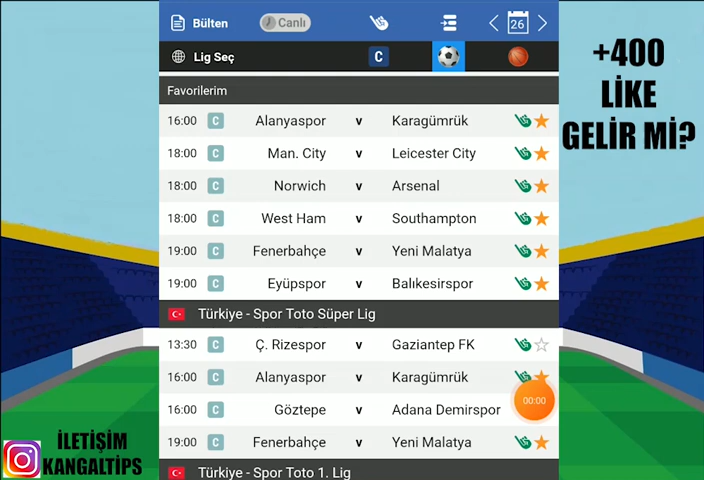 Bülten Canlı 26
Lig Seç C
Favorilerim
16:00 C Alanyaspor v Karagümrük
18:00 C Man. City v Leicester City
18:00 C Norwich v Arsenal
18:00 C West Ham v Southampton
19:00 C Fenerbahçe v Yeni Malatya
19:00 C Eyüpspor v Balıkesirspor
Türkiye - Spor Toto Süper Lig
13:30 C Ç. Rizespor v Gaziantep FK
16:00 C Alanyaspor v Karagümrük
16:00 C Göztepe v Adana Demirspor
00:00
19:00 C Fenerbahçe v Yeni Malatya
Türkiye - Spor Toto 1. Lig
+400
LİKE
GELİR Mİ?
İLETİŞİM
KANGALTİPS